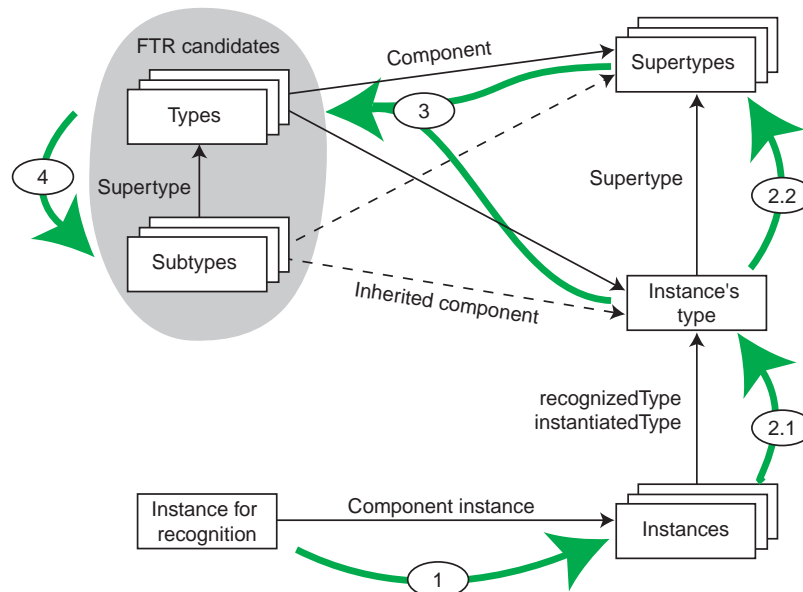 FTR candidates
Component
Supertypes
Types
3
4
Supertype
Supertype
2.2
Subtypes
Inherited component
Instance's
type
recognizedType
instantiatedType
2.1
Instance for
recognition
Component instance
Instances
1